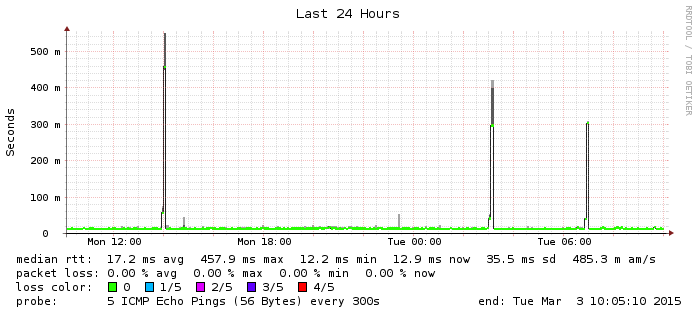 Last 24 Hours
RRDTOOL / TOBI OETIKER
Seconds
500 m
400 m
300 m
200 m
100 m
0
Mon 12:00 Mon 18:00 Tue 00:00 Tue 06:00
median rtt: 17.2 ms avg 457.9 ms max 12.2 ms min 12.9 ms now 35.5 ms sd 485.3 m am/s
packet loss: 0.00 % avg 0.00 % max 0.00 % min 0.00 % now
loss color: 0 1/5 2/5 3/5 4/5
probe: 5 ICMP Echo Pings (56 Bytes) every 300s end: Tue Mar 3 10:05:10 2015